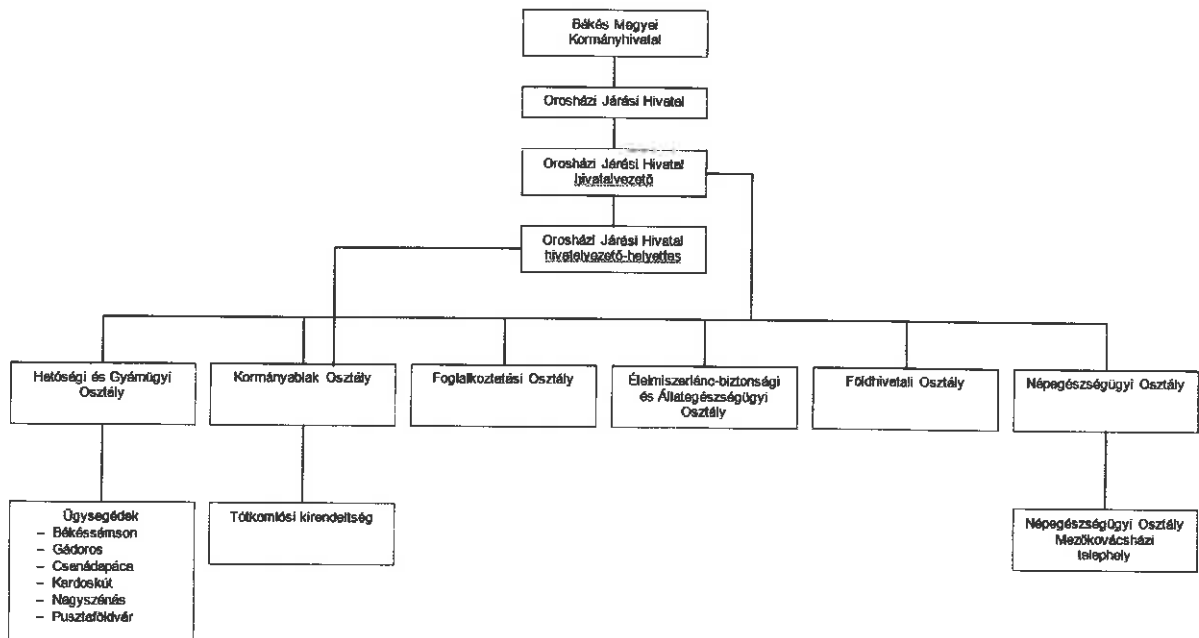 Békés Megyei
Kormányhivatal
Orosházi Járási Hivatal
Orosházi Járási Hivatal
hivatalvezető
Orosházi Járási Hivatal
hivatalvezető-helyettes
Hatósági és Gyámügyi
Osztály
Kormányablak Osztály
Foglalkoztatási Osztály
Élelmiszerlánc-biztonsági
és Állategészségügyi
Osztály
Földhivatali Osztály
Népegészségügyi Osztály
Ügysegédek
– Békéssámson
– Gádoros
– Csanádapáca
– Kardoskút
– Nagyszénás
– Pusztaföldvár
Tótkomlósi kirendeltség
Népegészségügyi Osztály
Mezőkovácsházi
telephely